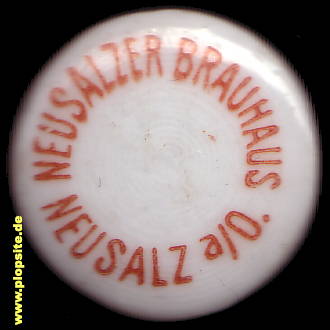 NEUSALZER BRAUHAUS
NEUSALZ a/O.
www.plopsite.de